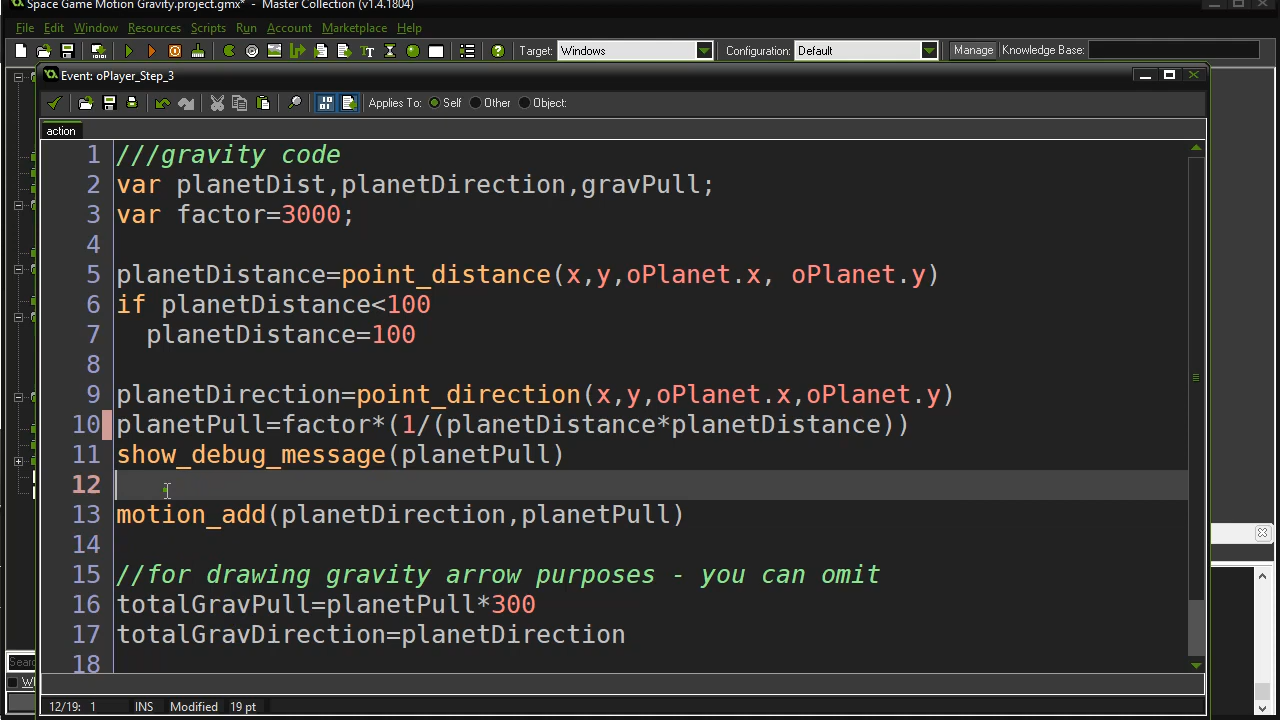 Space Game Motion Gravity.project.gmx* - Master Collection (v1.4.1804)
File Edit Window Resources Scripts Run Account Marketplace Help
Target: Windows Configuration: Default Manage Knowledge Base:
Event: oPlayer_Step_3
Applies To: Self Other Object:
action
1 ///gravity code
2 var planetDist,planetDirection,gravPull;
3 var factor=3000;
4
5 planetDistance=point_distance(x,y,oPlanet.x, oPlanet.y)
6 if planetDistance<100
7 planetDistance=100
8
9 planetDirection=point_direction(x,y,oPlanet.x,oPlanet.y)
10 planetPull=factor*(1/(planetDistance*planetDistance))
11 show_debug_message(planetPull)
12
13 motion_add(planetDirection,planetPull)
14
15 //for drawing gravity arrow purposes - you can omit
16 totalGravPull=planetPull*300
17 totalGravDirection=planetDirection
18
Sear
W
12/19: 1 INS Modified 19 pt